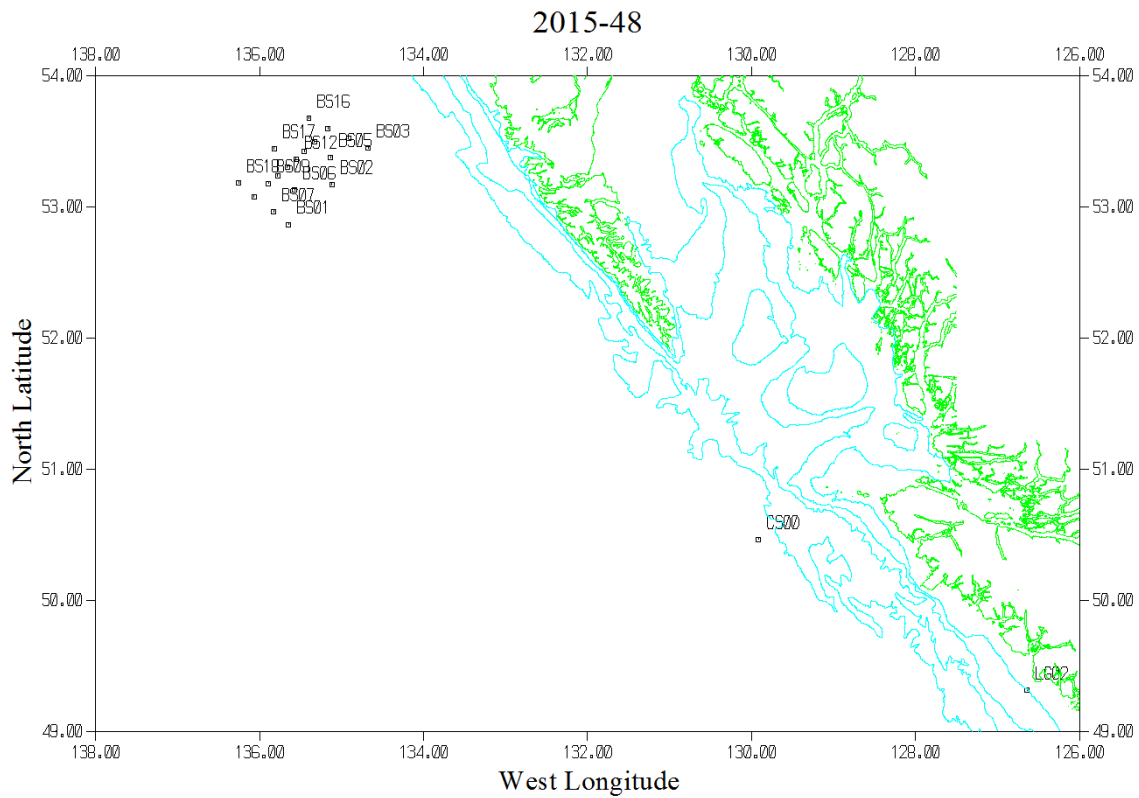 2015-48
138.00 136.00 134.00 132.00 130.00 128.00 126.00
54.00 54.00
BS16
BS17 BS12 BS05 BS03
BS09 BS06 BS02
BS07
BS01
53.00 53.00
52.00 52.00
North Latitude
51.00 51.00
CS00
50.00 50.00
LG02
49.00 49.00
138.00 136.00 134.00 132.00 130.00 128.00 126.00
West Longitude